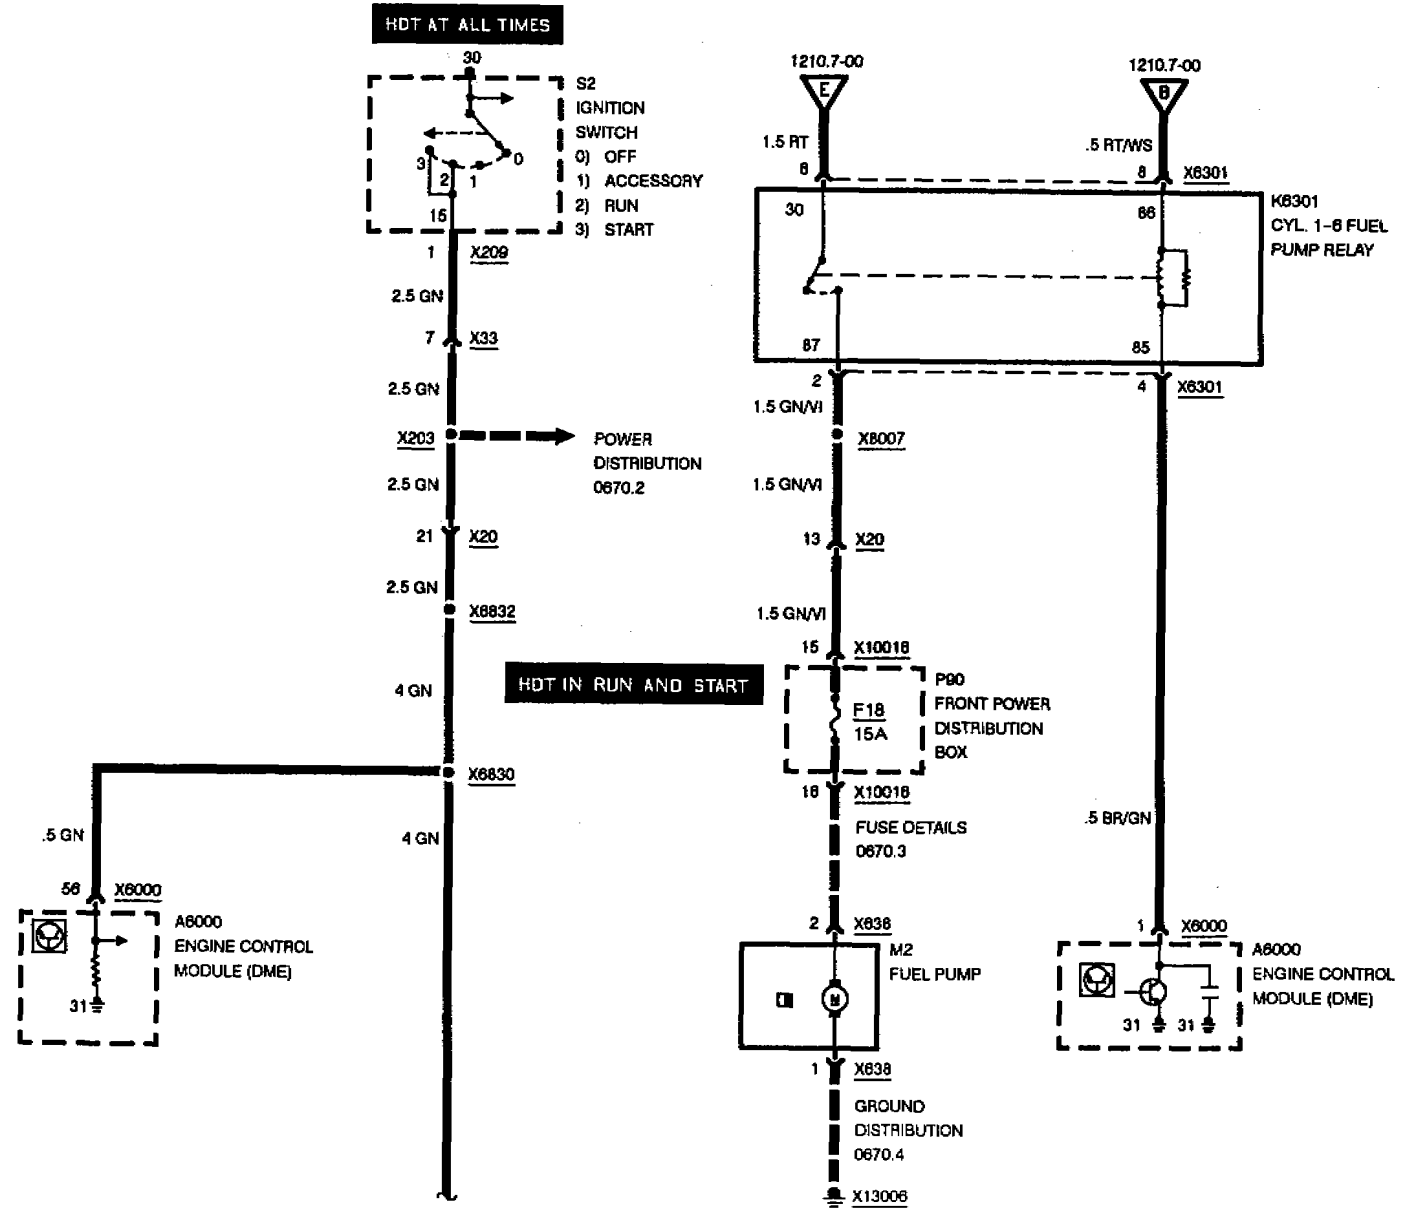 HOT AT ALL TIMES
30
S2
IGNITION
SWITCH
0) OFF
1) ACCESSORY
2) RUN
3) START
3
2
1
0
15
1
X209
2.5 GN
7
X33
2.5 GN
X203
POWER
DISTRIBUTION
0670.2
2.5 GN
21
X20
2.5 GN
X6832
4 GN
X6830
.5 GN
4 GN
56
X6000
A6000
ENGINE CONTROL
MODULE (DME)
31
1210.7-00
E
1.5 RT
6
1210.7-00
B
.5 RT/WS
8
X6301
K6301
CYL. 1-6 FUEL
PUMP RELAY
30
86
87
85
2
4
X6301
1.5 GN/VI
X8007
1.5 GN/VI
13
X20
1.5 GN/VI
15
X10016
HOT IN RUN AND START
F18
15A
P90
FRONT POWER
DISTRIBUTION
BOX
16
X10016
FUSE DETAILS
0670.3
2
X638
M2
FUEL PUMP
M
1
X638
GROUND
DISTRIBUTION
0670.4
X13006
.5 BR/GN
1
X6000
A6000
ENGINE CONTROL
MODULE (DME)
31
31